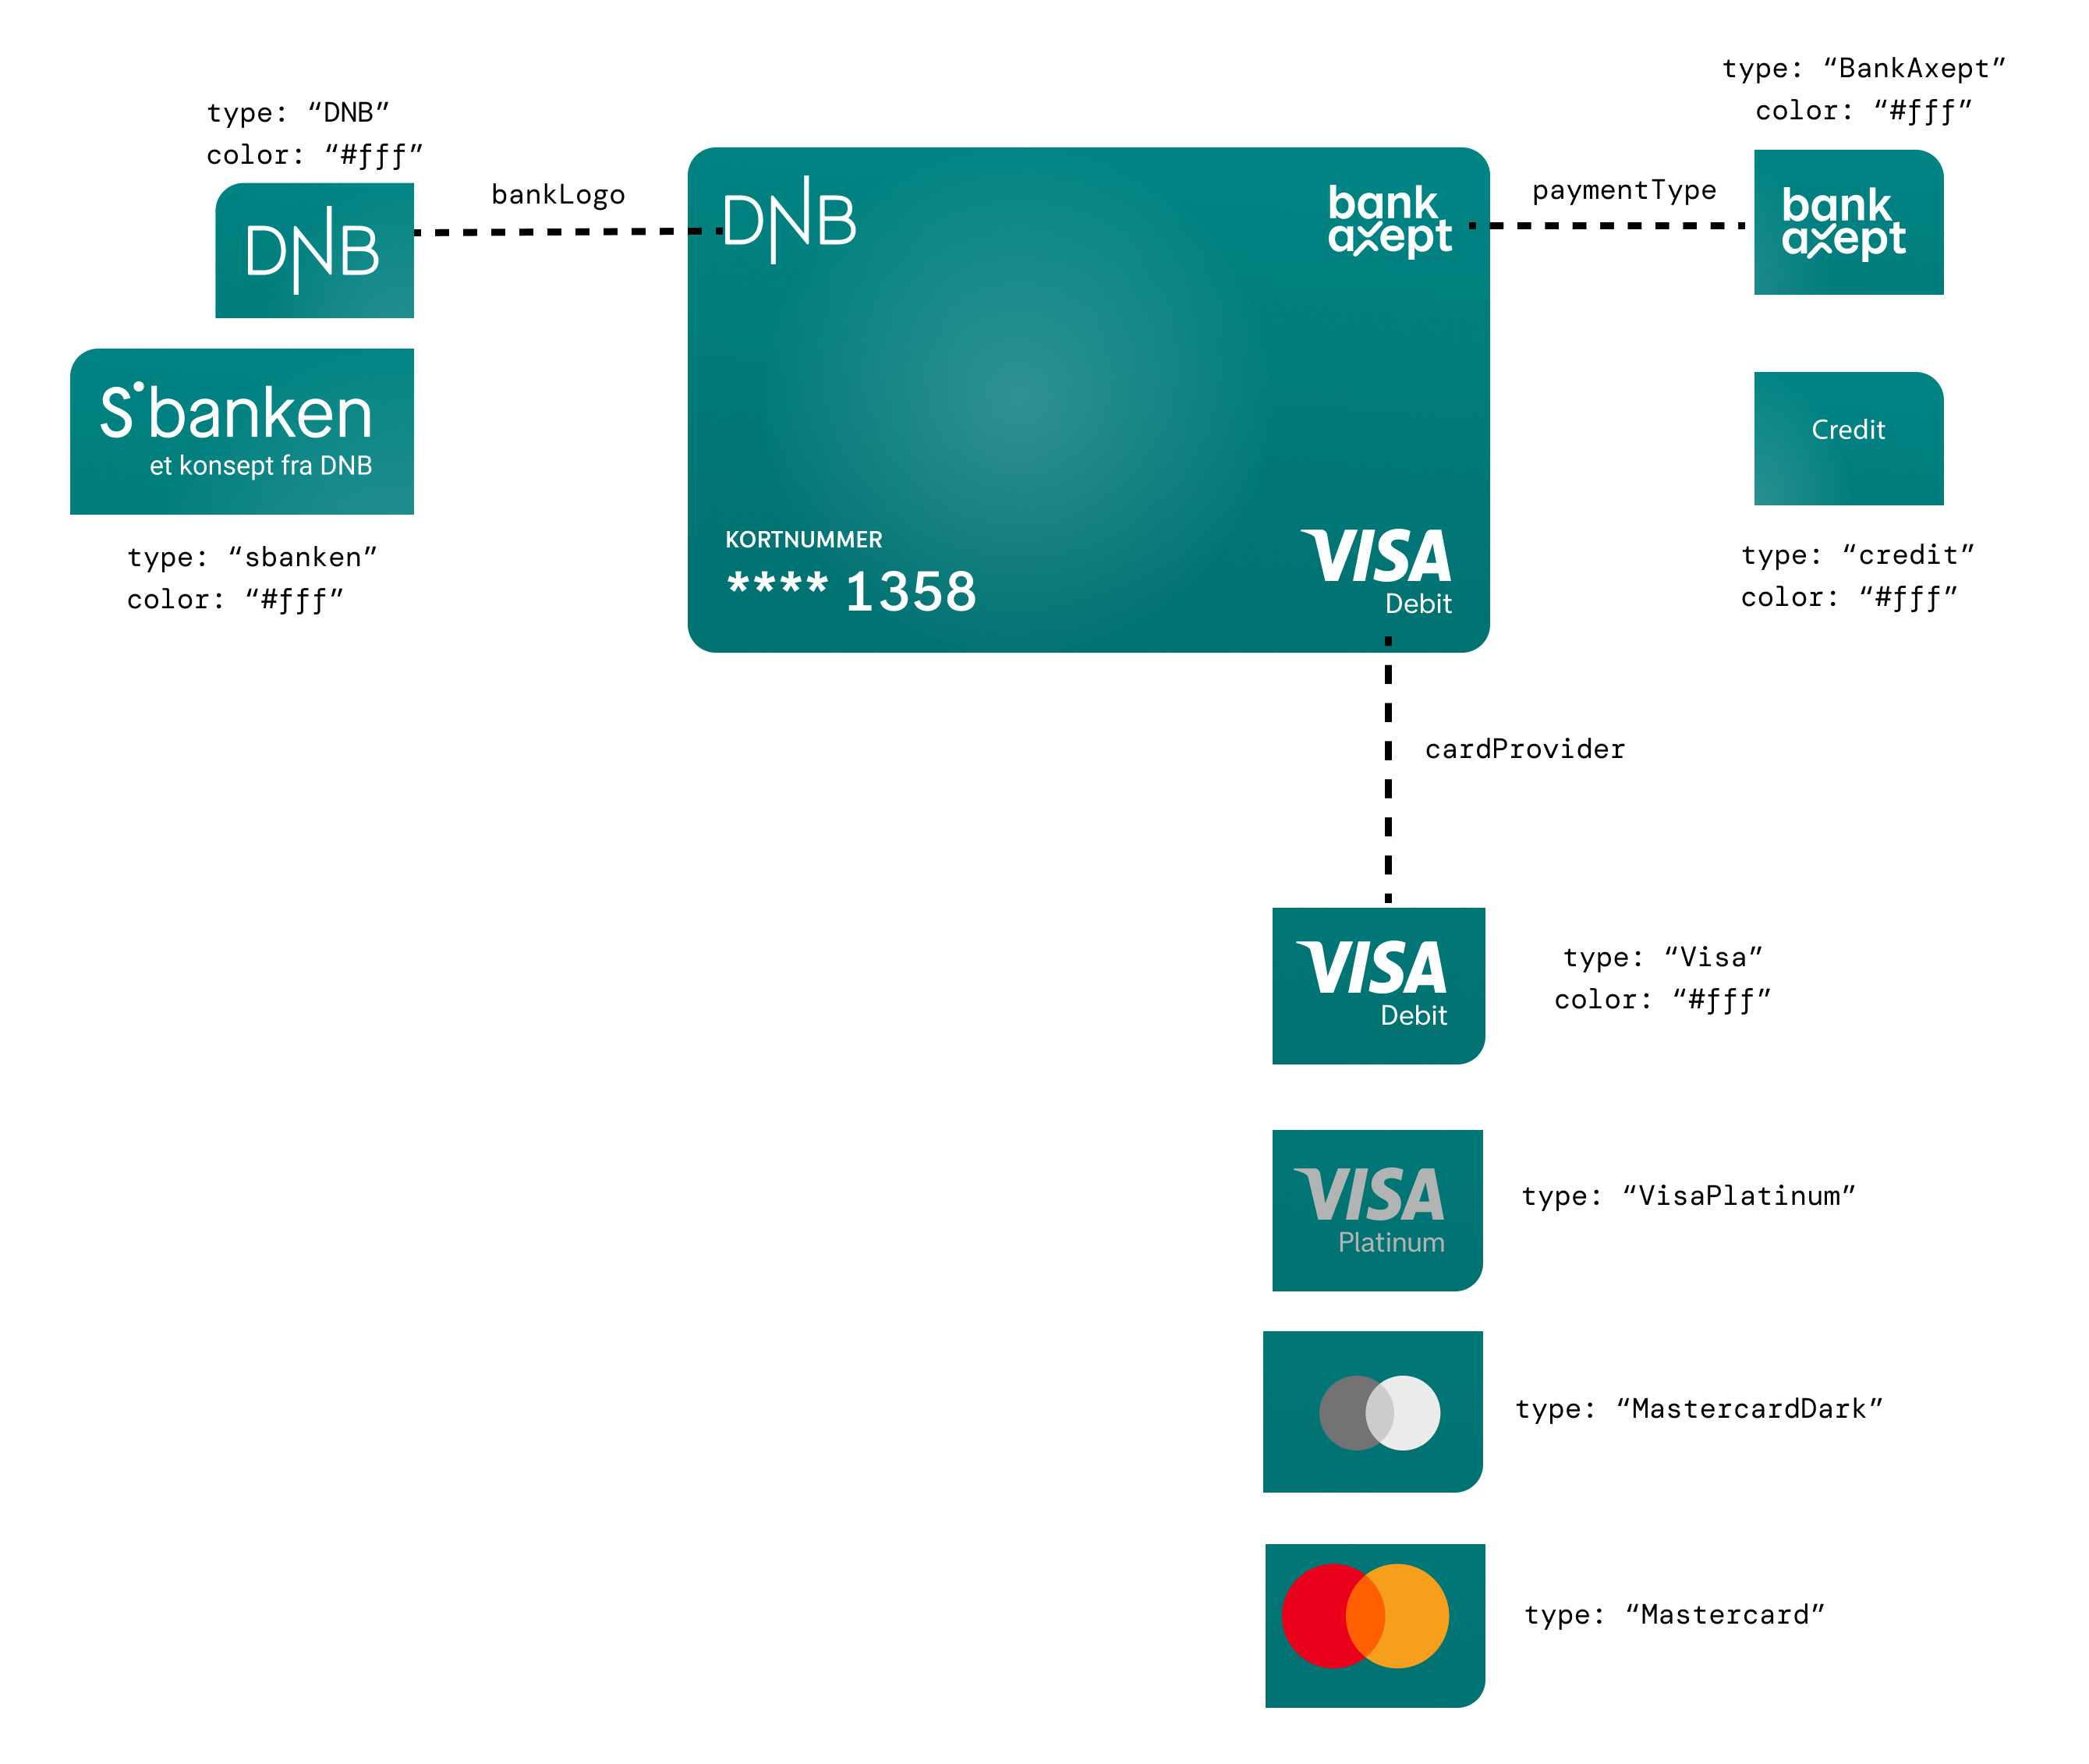 type: “DNB”
color: “#fff”
DNB
bankLogo
S'banken
et konsept fra DNB
type: “sbanken”
color: “#fff”
DNB
bank
axept
KORTNUMMER
**** 1358
VISA
Debit
paymentType
type: “BankAxept”
color: “#fff”
bank
axept
Credit
type: “credit”
color: “#fff”
cardProvider
VISA
Debit
type: “Visa”
color: “#fff”
VISA
Platinum
type: “VisaPlatinum”
type: “MastercardDark”
type: “Mastercard”